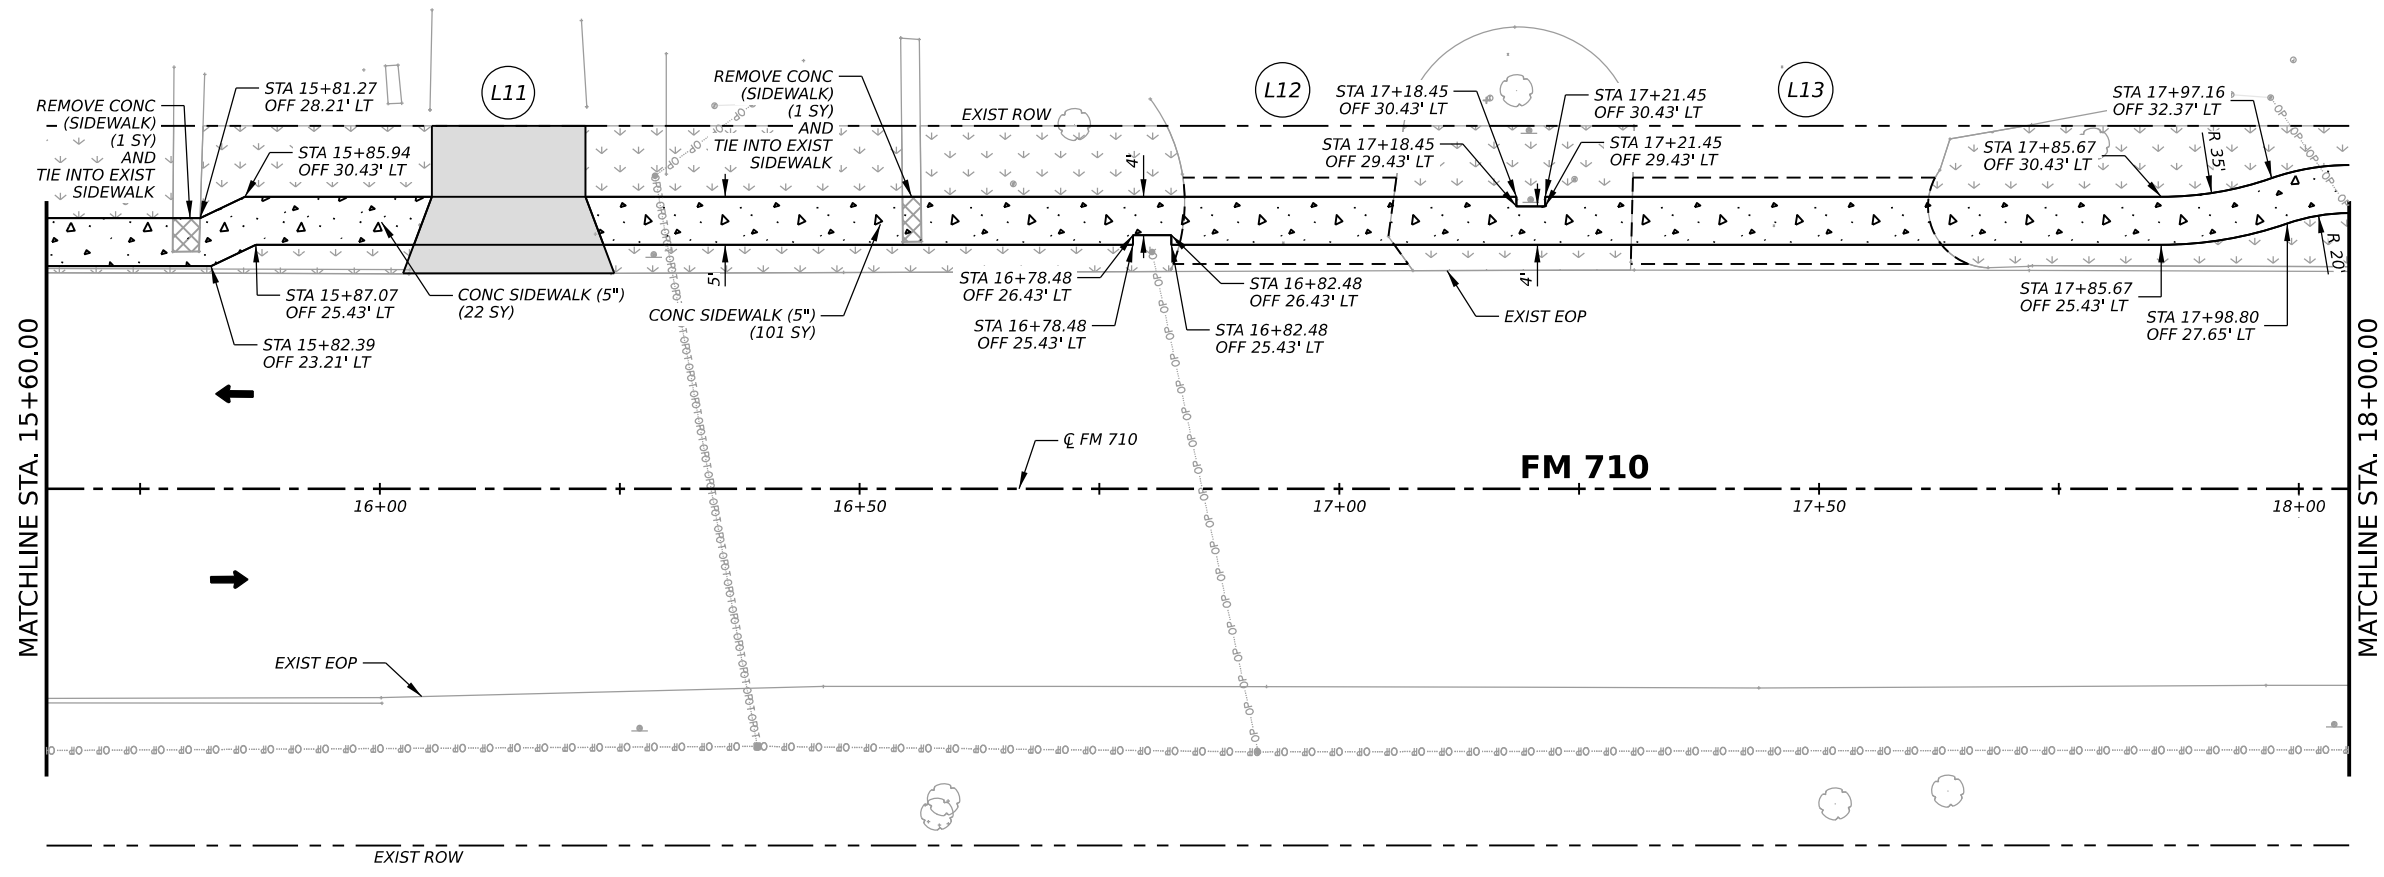 REMOVE CONC
(SIDEWALK)
(1 SY)
AND
TIE INTO EXIST
SIDEWALK
STA 15+81.27
OFF 28.21' LT
STA 15+85.94
OFF 30.43' LT
L11
REMOVE CONC
(SIDEWALK)
(1 SY)
AND
TIE INTO EXIST
SIDEWALK
EXIST ROW
4'
L12
STA 17+18.45
OFF 30.43' LT
STA 17+18.45
OFF 29.43' LT
STA 17+21.45
OFF 30.43' LT
STA 17+21.45
OFF 29.43' LT
L13
STA 17+97.16
OFF 32.37' LT
STA 17+85.67
OFF 30.43' LT
R 35'
R 20'
STA 15+87.07
OFF 25.43' LT
STA 15+82.39
OFF 23.21' LT
CONC SIDEWALK (5")
(22 SY)
5'
CONC SIDEWALK (5")
(101 SY)
STA 16+78.48
OFF 26.43' LT
STA 16+78.48
OFF 25.43' LT
STA 16+82.48
OFF 26.43' LT
STA 16+82.48
OFF 25.43' LT
4'
EXIST EOP
STA 17+85.67
OFF 25.43' LT
STA 17+98.80
OFF 27.65' LT
MATCHLINE STA. 15+60.00
MATCHLINE STA. 18+00.00
℄ FM 710
FM 710
16+00
16+50
17+00
17+50
18+00
EXIST EOP
EXIST ROW